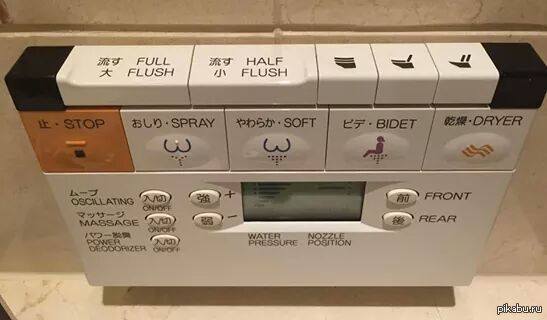 流す FULL
大 FLUSH
流す HALF
小 FLUSH
止・STOP
おしり・SPRAY
やわらか・SOFT
ビデ・BIDET
乾燥・DRYER
ムーブ
OSCILLATING
入/切
ON/OFF
マッサージ
MASSAGE
入/切
ON/OFF
パワー脱臭
POWER
DEODORIZER
入/切
ON/OFF
強 +
弱 -
WATER
PRESSURE
NOZZLE
POSITION
前 FRONT
後 REAR
pikabu.ru